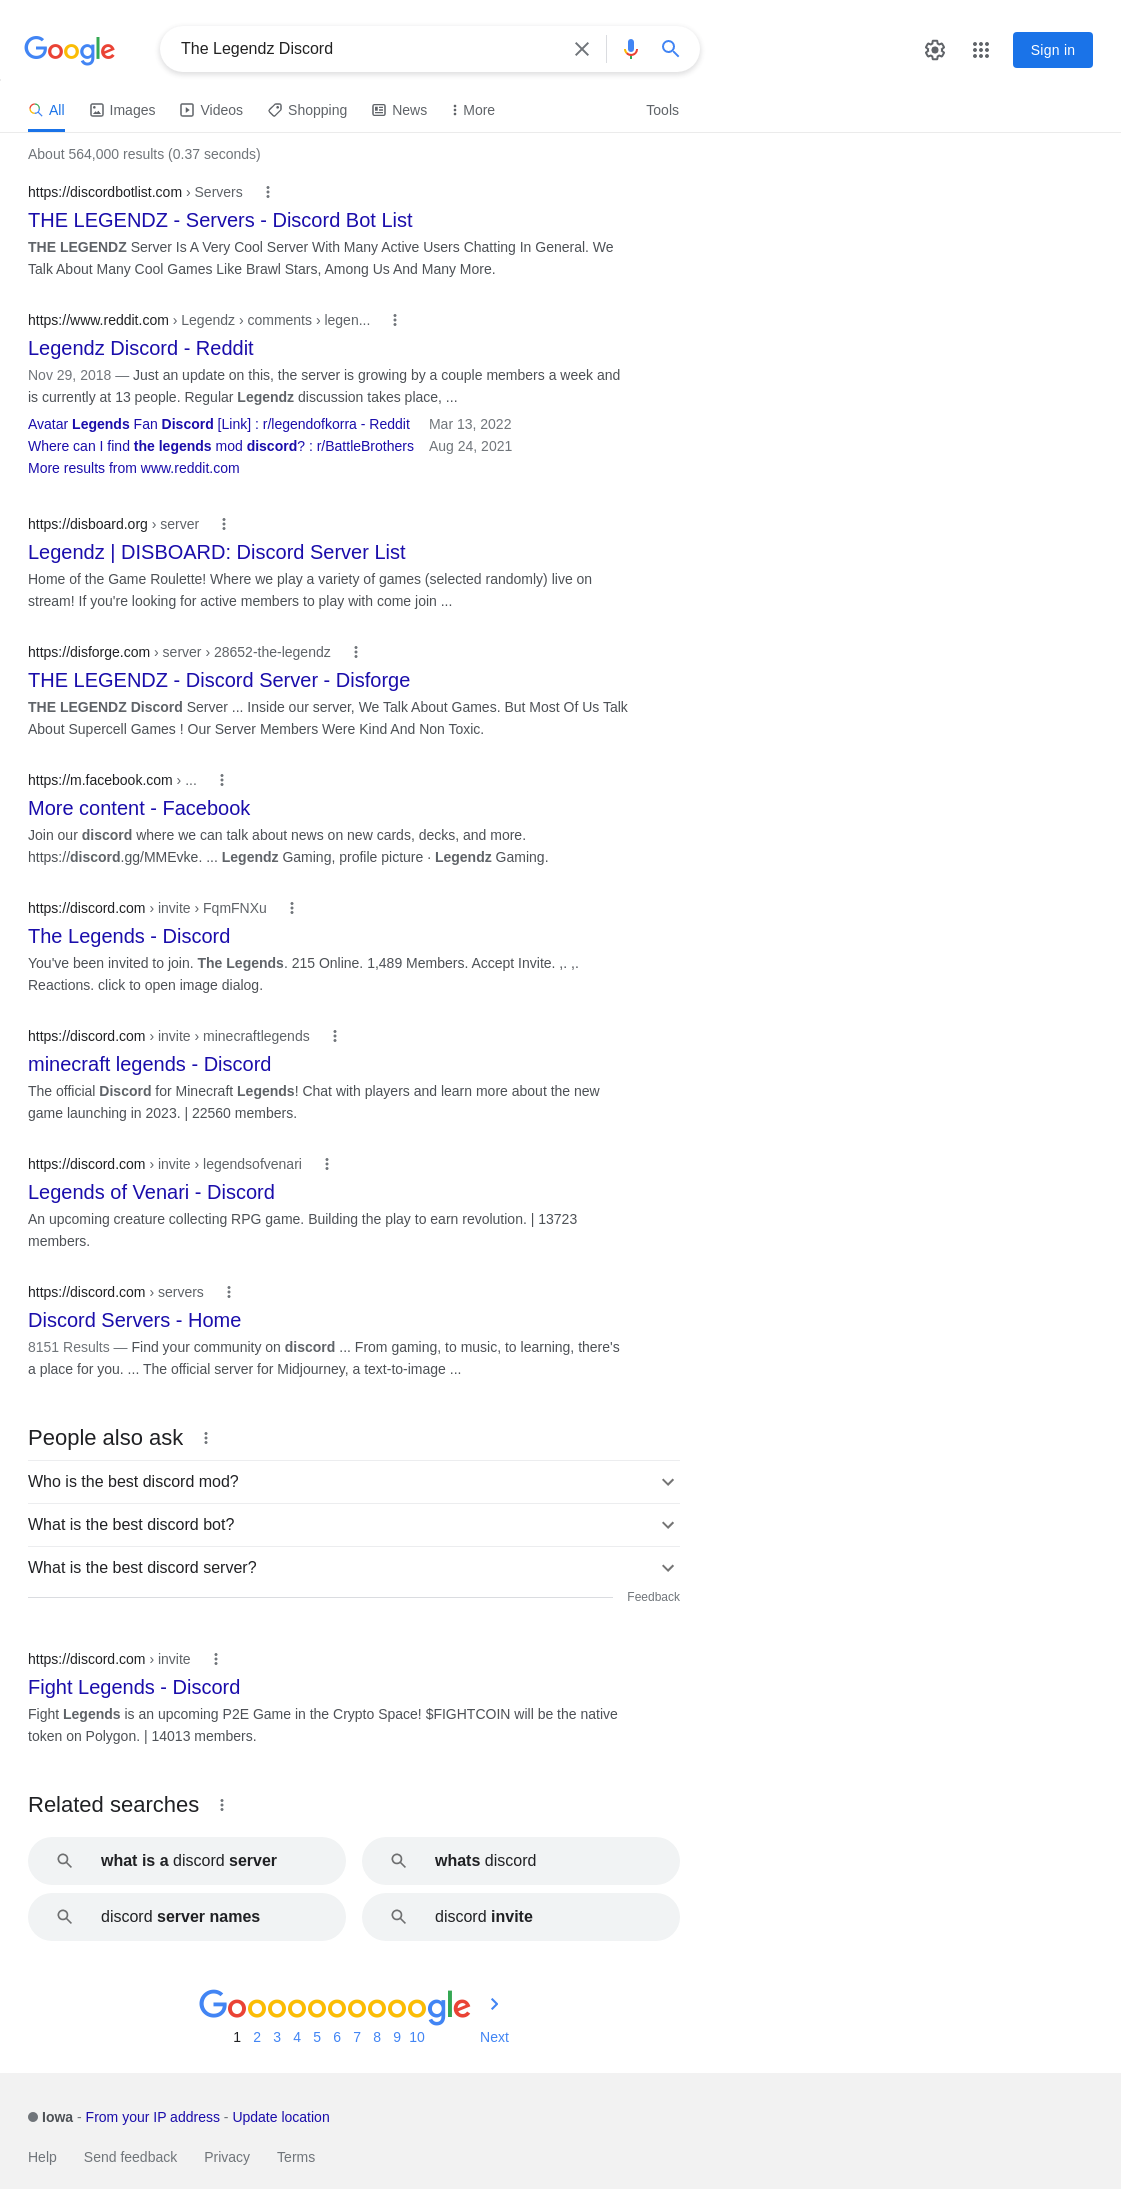 Google
The Legendz Discord
Sign in
All Images Videos Shopping News More Tools
About 564,000 results (0.37 seconds)
https://discordbotlist.com › Servers
THE LEGENDZ - Servers - Discord Bot List
THE LEGENDZ Server Is A Very Cool Server With Many Active Users Chatting In General. We
Talk About Many Cool Games Like Brawl Stars, Among Us And Many More.
https://www.reddit.com › Legendz › comments › legen...
Legendz Discord - Reddit
Nov 29, 2018 — Just an update on this, the server is growing by a couple members a week and
is currently at 13 people. Regular Legendz discussion takes place, ...
Avatar Legends Fan Discord [Link] : r/legendofkorra - Reddit Mar 13, 2022
Where can I find the legends mod discord? : r/BattleBrothers Aug 24, 2021
More results from www.reddit.com
https://disboard.org › server
Legendz | DISBOARD: Discord Server List
Home of the Game Roulette! Where we play a variety of games (selected randomly) live on
stream! If you're looking for active members to play with come join ...
https://disforge.com › server › 28652-the-legendz
THE LEGENDZ - Discord Server - Disforge
THE LEGENDZ Discord Server ... Inside our server, We Talk About Games. But Most Of Us Talk
About Supercell Games ! Our Server Members Were Kind And Non Toxic.
https://m.facebook.com › ...
More content - Facebook
Join our discord where we can talk about news on new cards, decks, and more.
https://discord.gg/MMEvke. ... Legendz Gaming, profile picture · Legendz Gaming.
https://discord.com › invite › FqmFNXu
The Legends - Discord
You've been invited to join. The Legends. 215 Online. 1,489 Members. Accept Invite. ,. ,.
Reactions. click to open image dialog.
https://discord.com › invite › minecraftlegends
minecraft legends - Discord
The official Discord for Minecraft Legends! Chat with players and learn more about the new
game launching in 2023. | 22560 members.
https://discord.com › invite › legendsofvenari
Legends of Venari - Discord
An upcoming creature collecting RPG game. Building the play to earn revolution. | 13723
members.
https://discord.com › servers
Discord Servers - Home
8151 Results — Find your community on discord ... From gaming, to music, to learning, there's
a place for you. ... The official server for Midjourney, a text-to-image ...
People also ask
Who is the best discord mod?
What is the best discord bot?
What is the best discord server?
Feedback
https://discord.com › invite
Fight Legends - Discord
Fight Legends is an upcoming P2E Game in the Crypto Space! $FIGHTCOIN will be the native
token on Polygon. | 14013 members.
Related searches
what is a discord server
whats discord
discord server names
discord invite
Goooooooooogle
1 2 3 4 5 6 7 8 9 10 Next
Iowa - From your IP address - Update location
Help Send feedback Privacy Terms